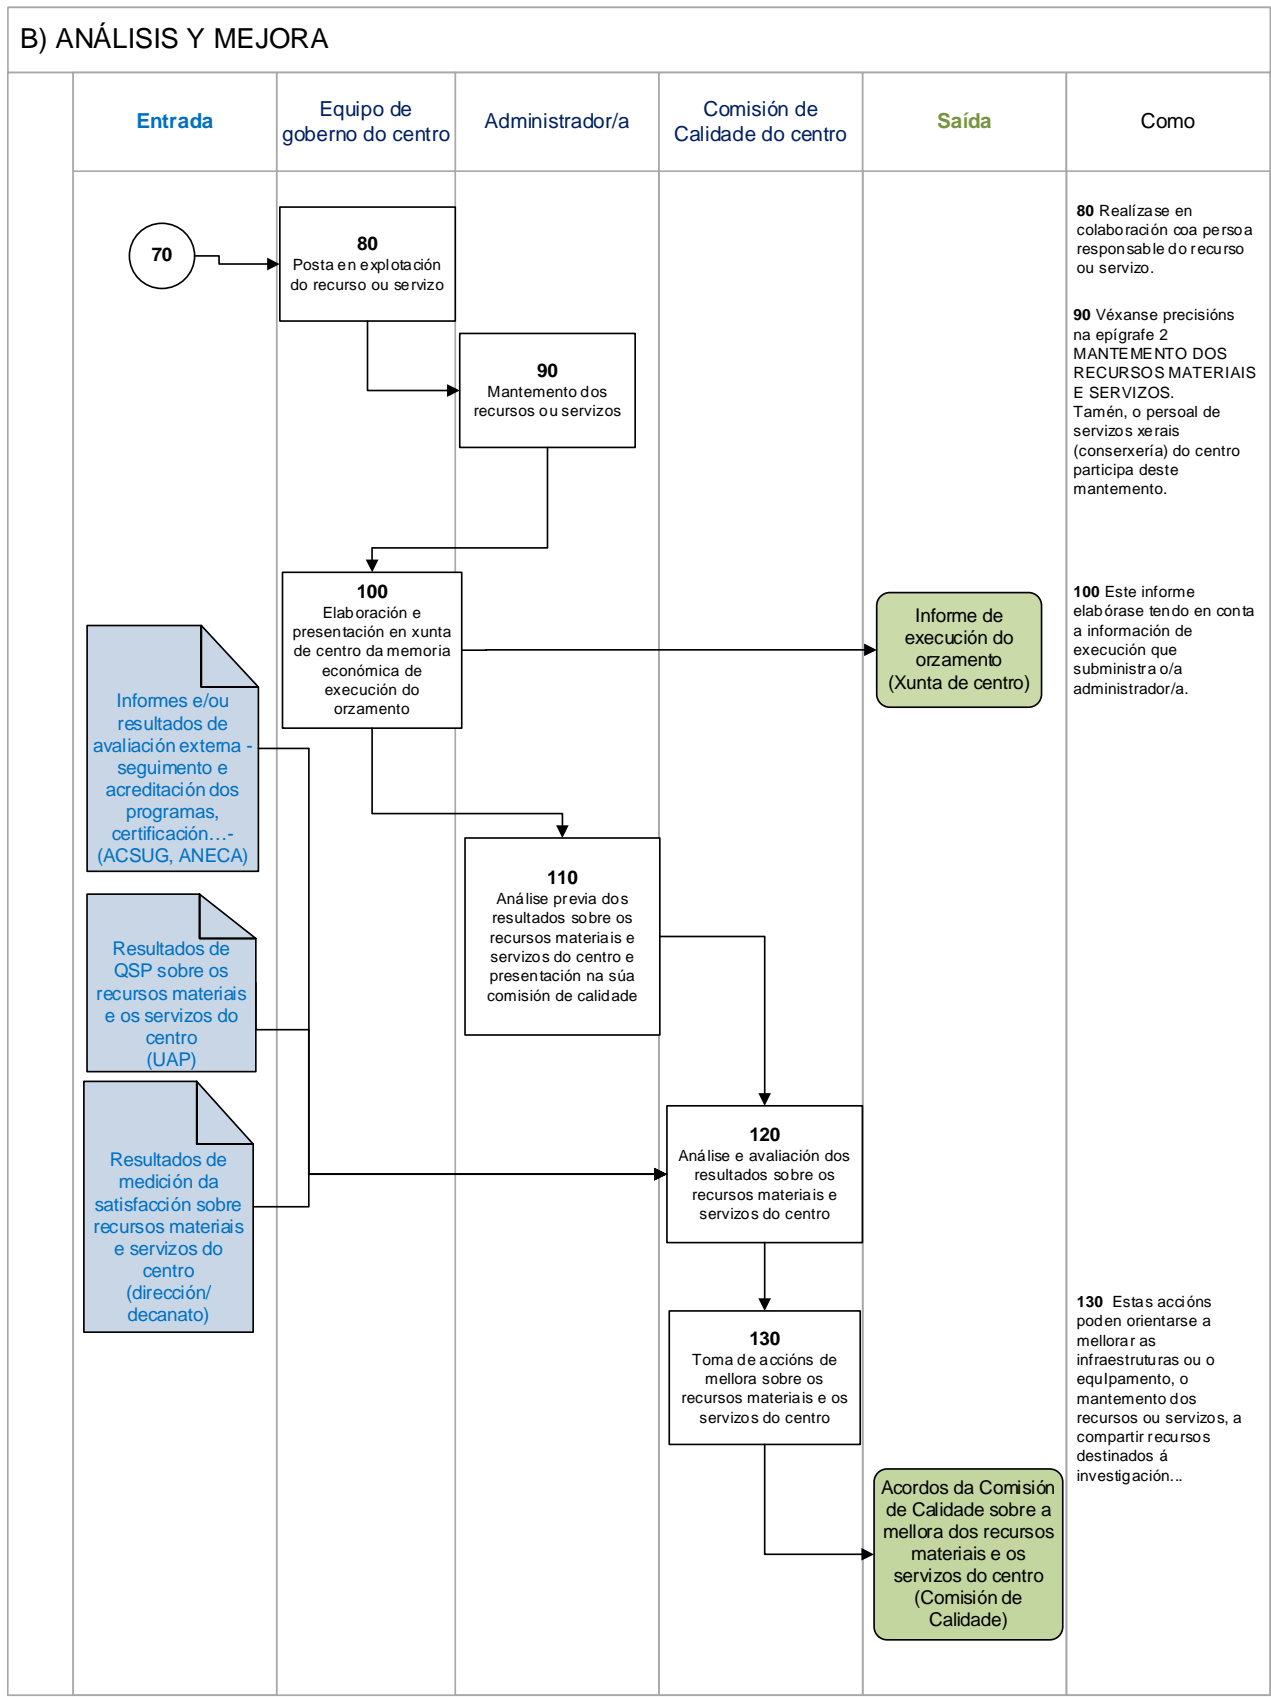 B) ANÁLISIS Y MEJORA
Entrada
Equipo de
goberno do centro
Administrador/a
Comisión de
Calidade do centro
Saída
Como
70
80
Posta en explotación
do recurso ou servizo
80 Realízase en
colaboración coa persoa
responsable do recurso
ou servizo.
90
Mantemento dos
recursos ou servizos
90 Véxanse precisións
na epígrafe 2
MANTEMENTO DOS
RECURSOS MATERIAIS
E SERVIZOS.
Tamén, o persoal de
servizos xerais
(conserxería) do centro
participa deste
mantemento.
100
Elaboración e
presentación en xunta
de centro da memoria
económica de
execución do
orzamento
Informe de
execución do
orzamento
(Xunta de centro)
100 Este informe
elabórase tendo en conta
a información de
execución que
subministra o/a
administrador/a.
Informes e/ou
resultados de
avaliación externa -
seguimento e
acreditación dos
programas,
certificación…-
(ACSUG, ANECA)
110
Análise previa dos
resultados sobre os
recursos materiais e
servizos do centro e
presentación na súa
comisión de calidade
Resultados de
QSP sobre os
recursos materiais
e os servizos do
centro
(UAP)
Resultados de
medición da
satisfacción sobre
recursos materiais
e servizos do
centro
(dirección/
decanato)
120
Análise e avaliación dos
resultados sobre os
recursos materiais e
servizos do centro
130
Toma de accións de
mellora sobre os
recursos materiais e os
servizos do centro
130 Estas accións
poden orientarse a
mellorar as
infraestruturas ou o
equIpamento, o
mantemento dos
recursos ou servizos, a
compartir recursos
destinados á
investigación...
Acordos da Comisión
de Calidade sobre a
mellora dos recursos
materiais e os
servizos do centro
(Comisión de
Calidade)